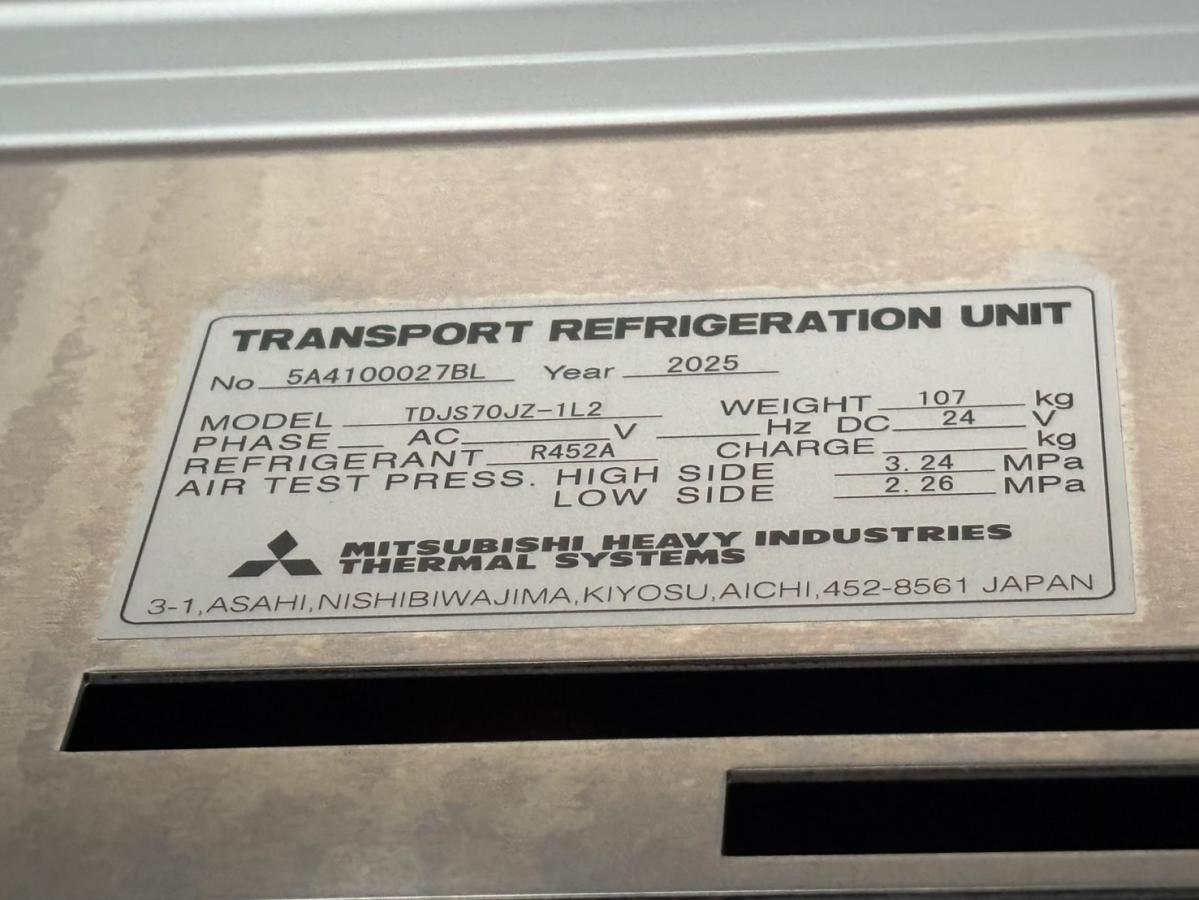 TRANSPORT REFRIGERATION UNIT
No 5A4100027BL Year 2025
MODEL TDJS70JZ-1L2 WEIGHT 107 kg
PHASE AC V Hz DC 24 V
REFRIGERANT R452A CHARGE kg
AIR TEST PRESS. HIGH SIDE 3.24 MPa
LOW SIDE 2.26 MPa
MITSUBISHI HEAVY INDUSTRIES
THERMAL SYSTEMS
3-1,ASAHI,NISHIBIWAJIMA,KIYOSU,AICHI,452-8561 JAPAN